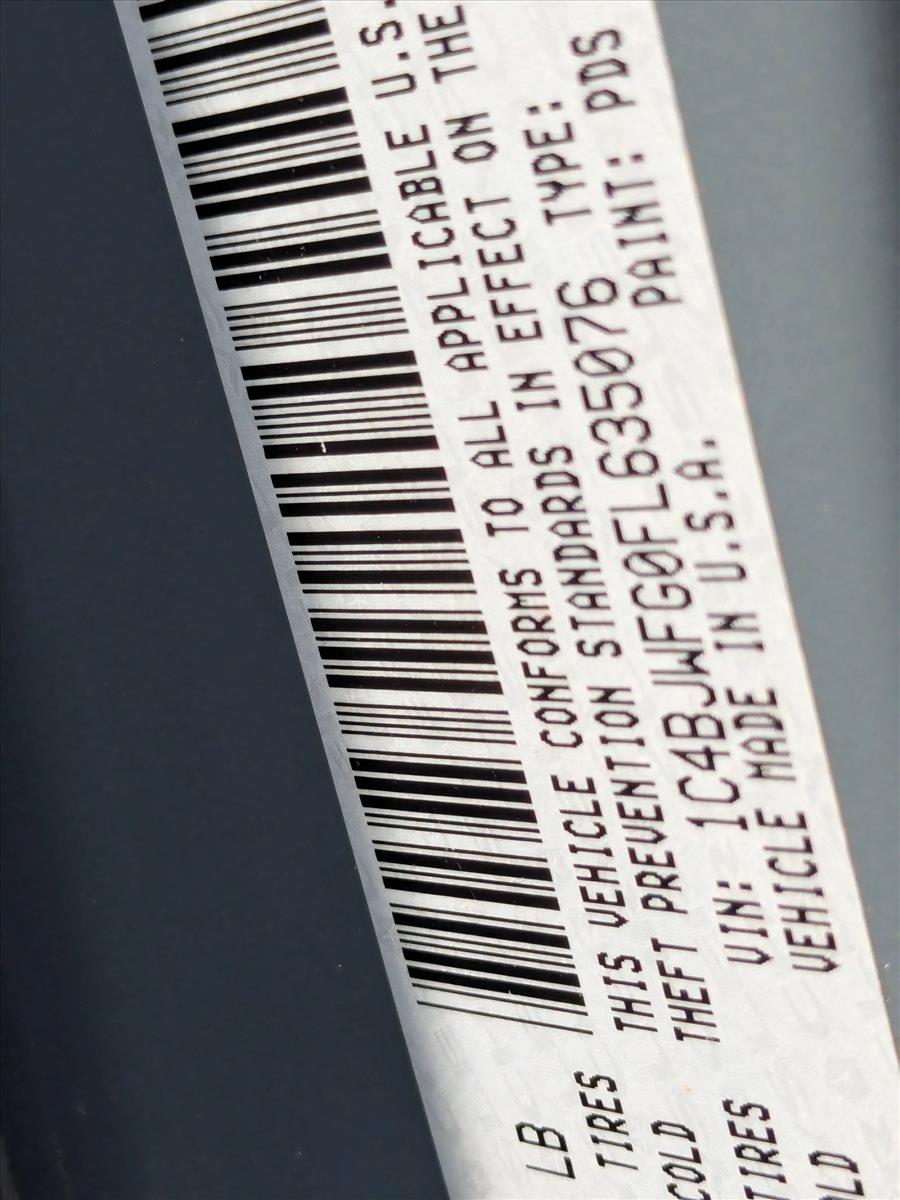 THIS VEHICLE CONFORMS TO ALL APPLICABLE U.S.
THEFT PREVENTION STANDARDS IN EFFECT ON THE
VIN: 1C4BJWFG0FL635076 TYPE:
VEHICLE MADE IN U.S.A. PAINT: PDS
LB
TIRES
COLD
TIRES
LD